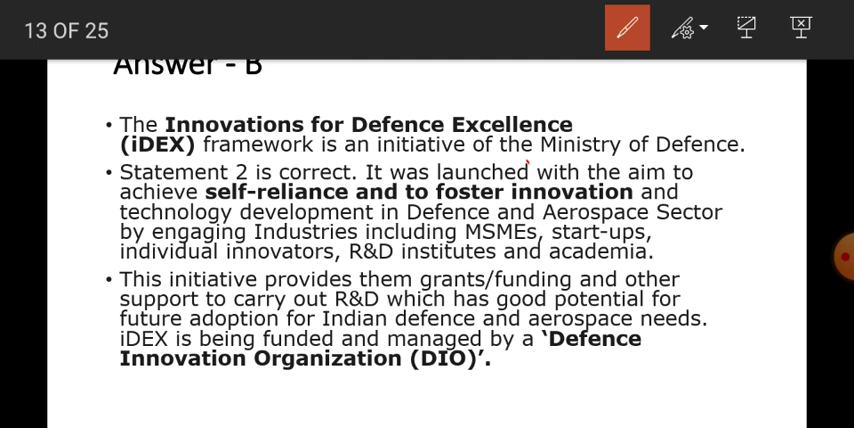 13 OF 25
Answer - B
• The Innovations for Defence Excellence
(iDEX) framework is an initiative of the Ministry of Defence.
• Statement 2 is correct. It was launched with the aim to
achieve self-reliance and to foster innovation and
technology development in Defence and Aerospace Sector
by engaging Industries including MSMEs, start-ups,
individual innovators, R&D institutes and academia.
• This initiative provides them grants/funding and other
support to carry out R&D which has good potential for
future adoption for Indian defence and aerospace needs.
iDEX is being funded and managed by a ‘Defence
Innovation Organization (DIO)’.